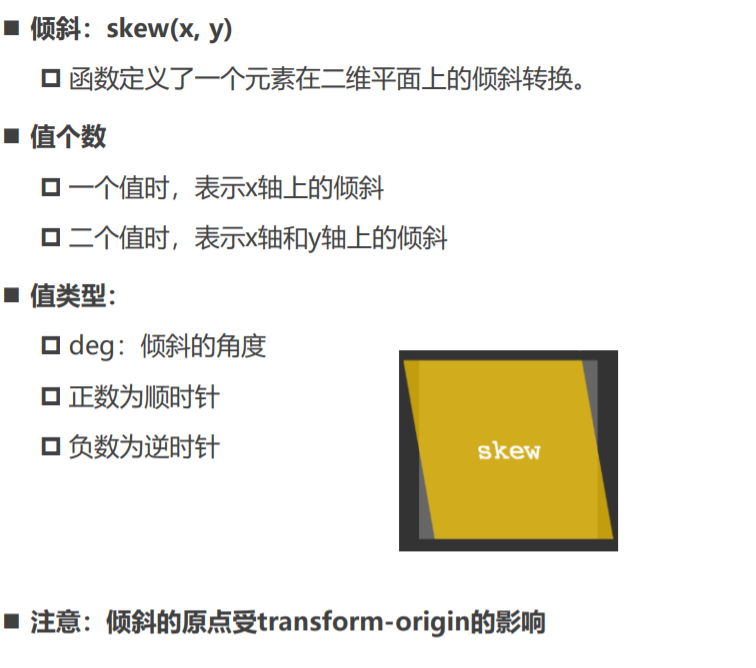 倾斜：skew(x, y)
函数定义了一个元素在二维平面上的倾斜转换。
值个数
一个值时，表示x轴上的倾斜
二个值时，表示x轴和y轴上的倾斜
值类型：
deg：倾斜的角度
正数为顺时针
负数为逆时针
skew
注意：倾斜的原点受transform-origin的影响